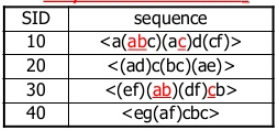 SID sequence
10 <a(abc)(ac)d(cf)>
20 <(ad)c(bc)(ae)>
30 <(ef)(ab)(df)cb>
40 <eg(af)cbc>